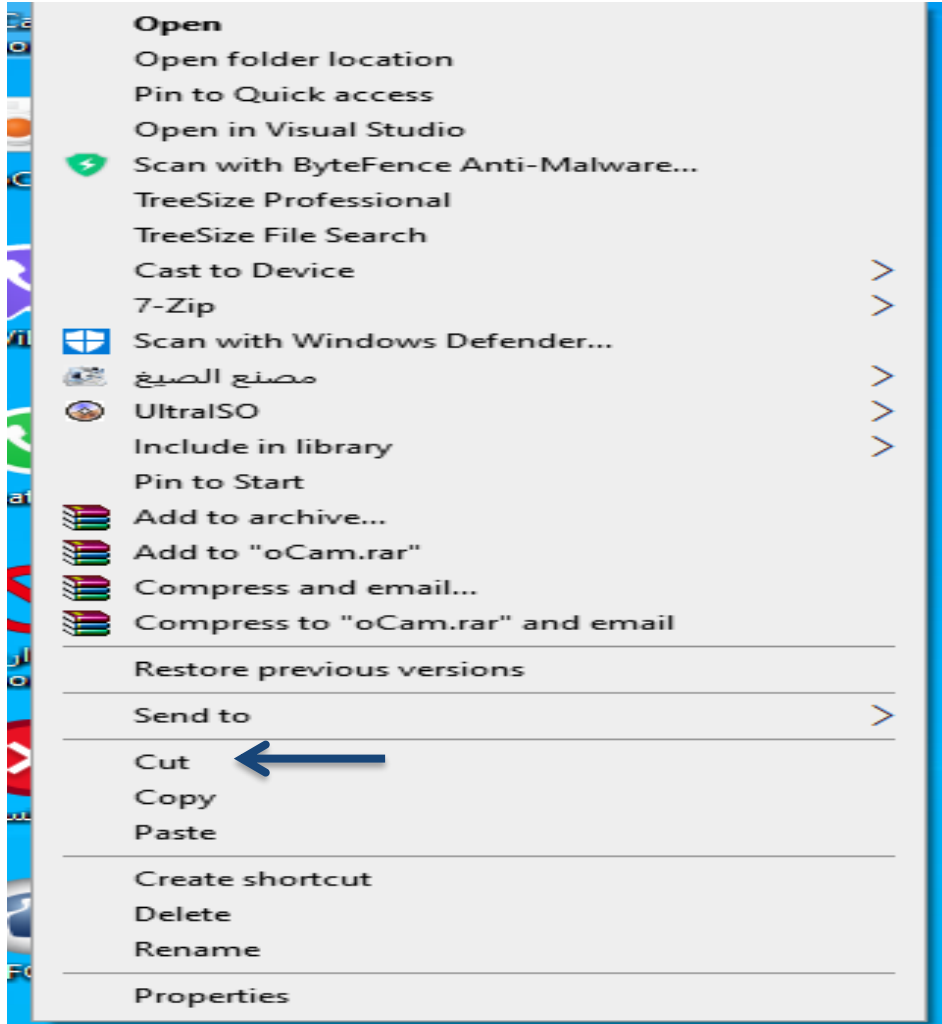 Open
Open folder location
Pin to Quick access
Open in Visual Studio
Scan with ByteFence Anti-Malware...
TreeSize Professional
TreeSize File Search
Cast to Device
7-Zip
Scan with Windows Defender...
مصنع الصيغ
UltraISO
Include in library
Pin to Start
Add to archive...
Add to "oCam.rar"
Compress and email...
Compress to "oCam.rar" and email
Restore previous versions
Send to
Cut
Copy
Paste
Create shortcut
Delete
Rename
Properties